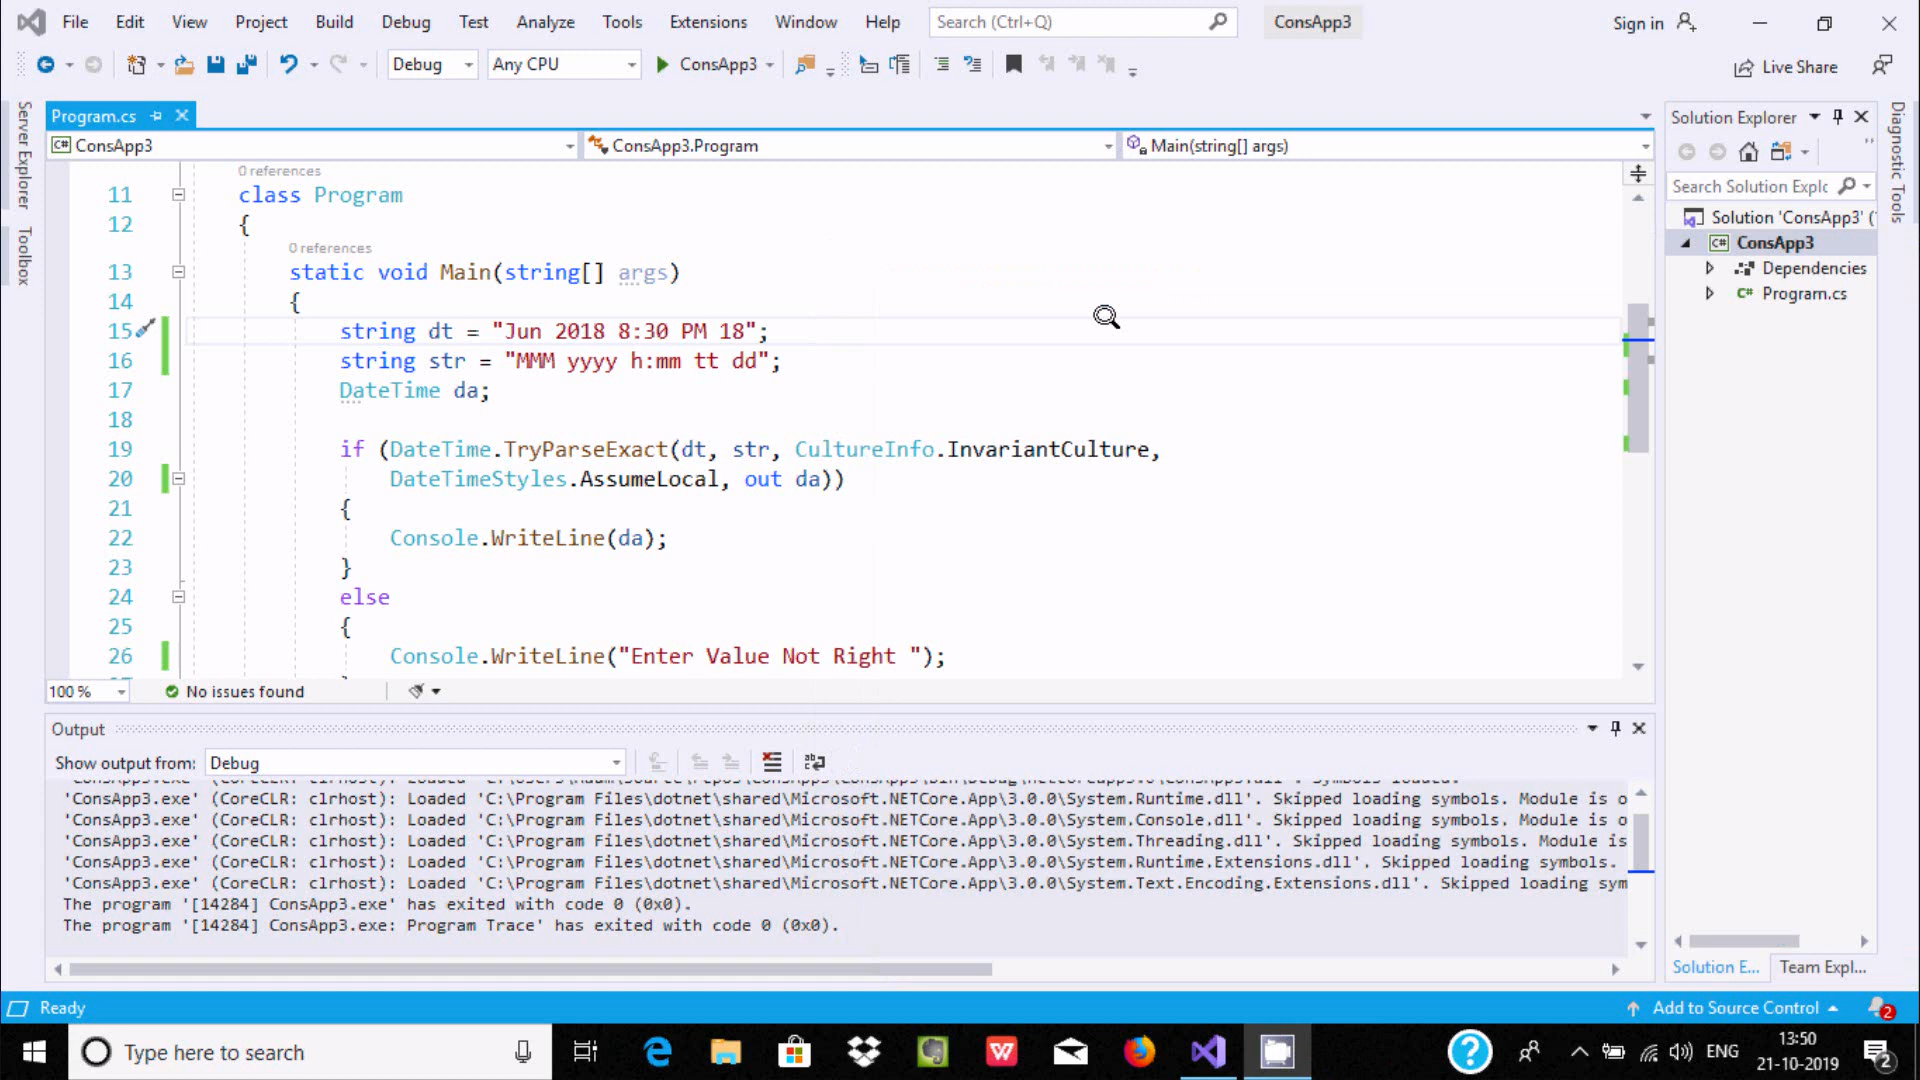 File Edit View Project Build Debug Test Analyze Tools Extensions Window Help Search (Ctrl+Q) ConsApp3 Sign in
Debug Any CPU ConsApp3 Live Share
Server Explorer
Toolbox
Program.cs
ConsApp3 ConsApp3.Program Main(string[] args)
0 references
11 class Program
12 {
0 references
13 static void Main(string[] args)
14 {
15 string dt = "Jun 2018 8:30 PM 18";
16 string str = "MMM yyyy h:mm tt dd";
17 DateTime da;
18
19 if (DateTime.TryParseExact(dt, str, CultureInfo.InvariantCulture,
20 DateTimeStyles.AssumeLocal, out da))
21 {
22 Console.WriteLine(da);
23 }
24 else
25 {
26 Console.WriteLine("Enter Value Not Right ");
100 % No issues found
Output
Show output from: Debug
'ConsApp3.exe' (CoreCLR: clrhost): Loaded 'C:\Program Files\dotnet\shared\Microsoft.NETCore.App\3.0.0\System.Runtime.dll'. Skipped loading symbols. Module is o
'ConsApp3.exe' (CoreCLR: clrhost): Loaded 'C:\Program Files\dotnet\shared\Microsoft.NETCore.App\3.0.0\System.Console.dll'. Skipped loading symbols. Module is o
'ConsApp3.exe' (CoreCLR: clrhost): Loaded 'C:\Program Files\dotnet\shared\Microsoft.NETCore.App\3.0.0\System.Threading.dll'. Skipped loading symbols. Module is
'ConsApp3.exe' (CoreCLR: clrhost): Loaded 'C:\Program Files\dotnet\shared\Microsoft.NETCore.App\3.0.0\System.Runtime.Extensions.dll'. Skipped loading symbols.
'ConsApp3.exe' (CoreCLR: clrhost): Loaded 'C:\Program Files\dotnet\shared\Microsoft.NETCore.App\3.0.0\System.Text.Encoding.Extensions.dll'. Skipped loading sym
The program '[14284] ConsApp3.exe' has exited with code 0 (0x0).
The program '[14284] ConsApp3.exe: Program Trace' has exited with code 0 (0x0).
Solution Explorer
Search Solution Explc
Solution 'ConsApp3' (
ConsApp3
Dependencies
Program.cs
Solution E... Team Expl...
Diagnostic Tools
Ready Add to Source Control 2
Type here to search ENG 13:50
21-10-2019 2